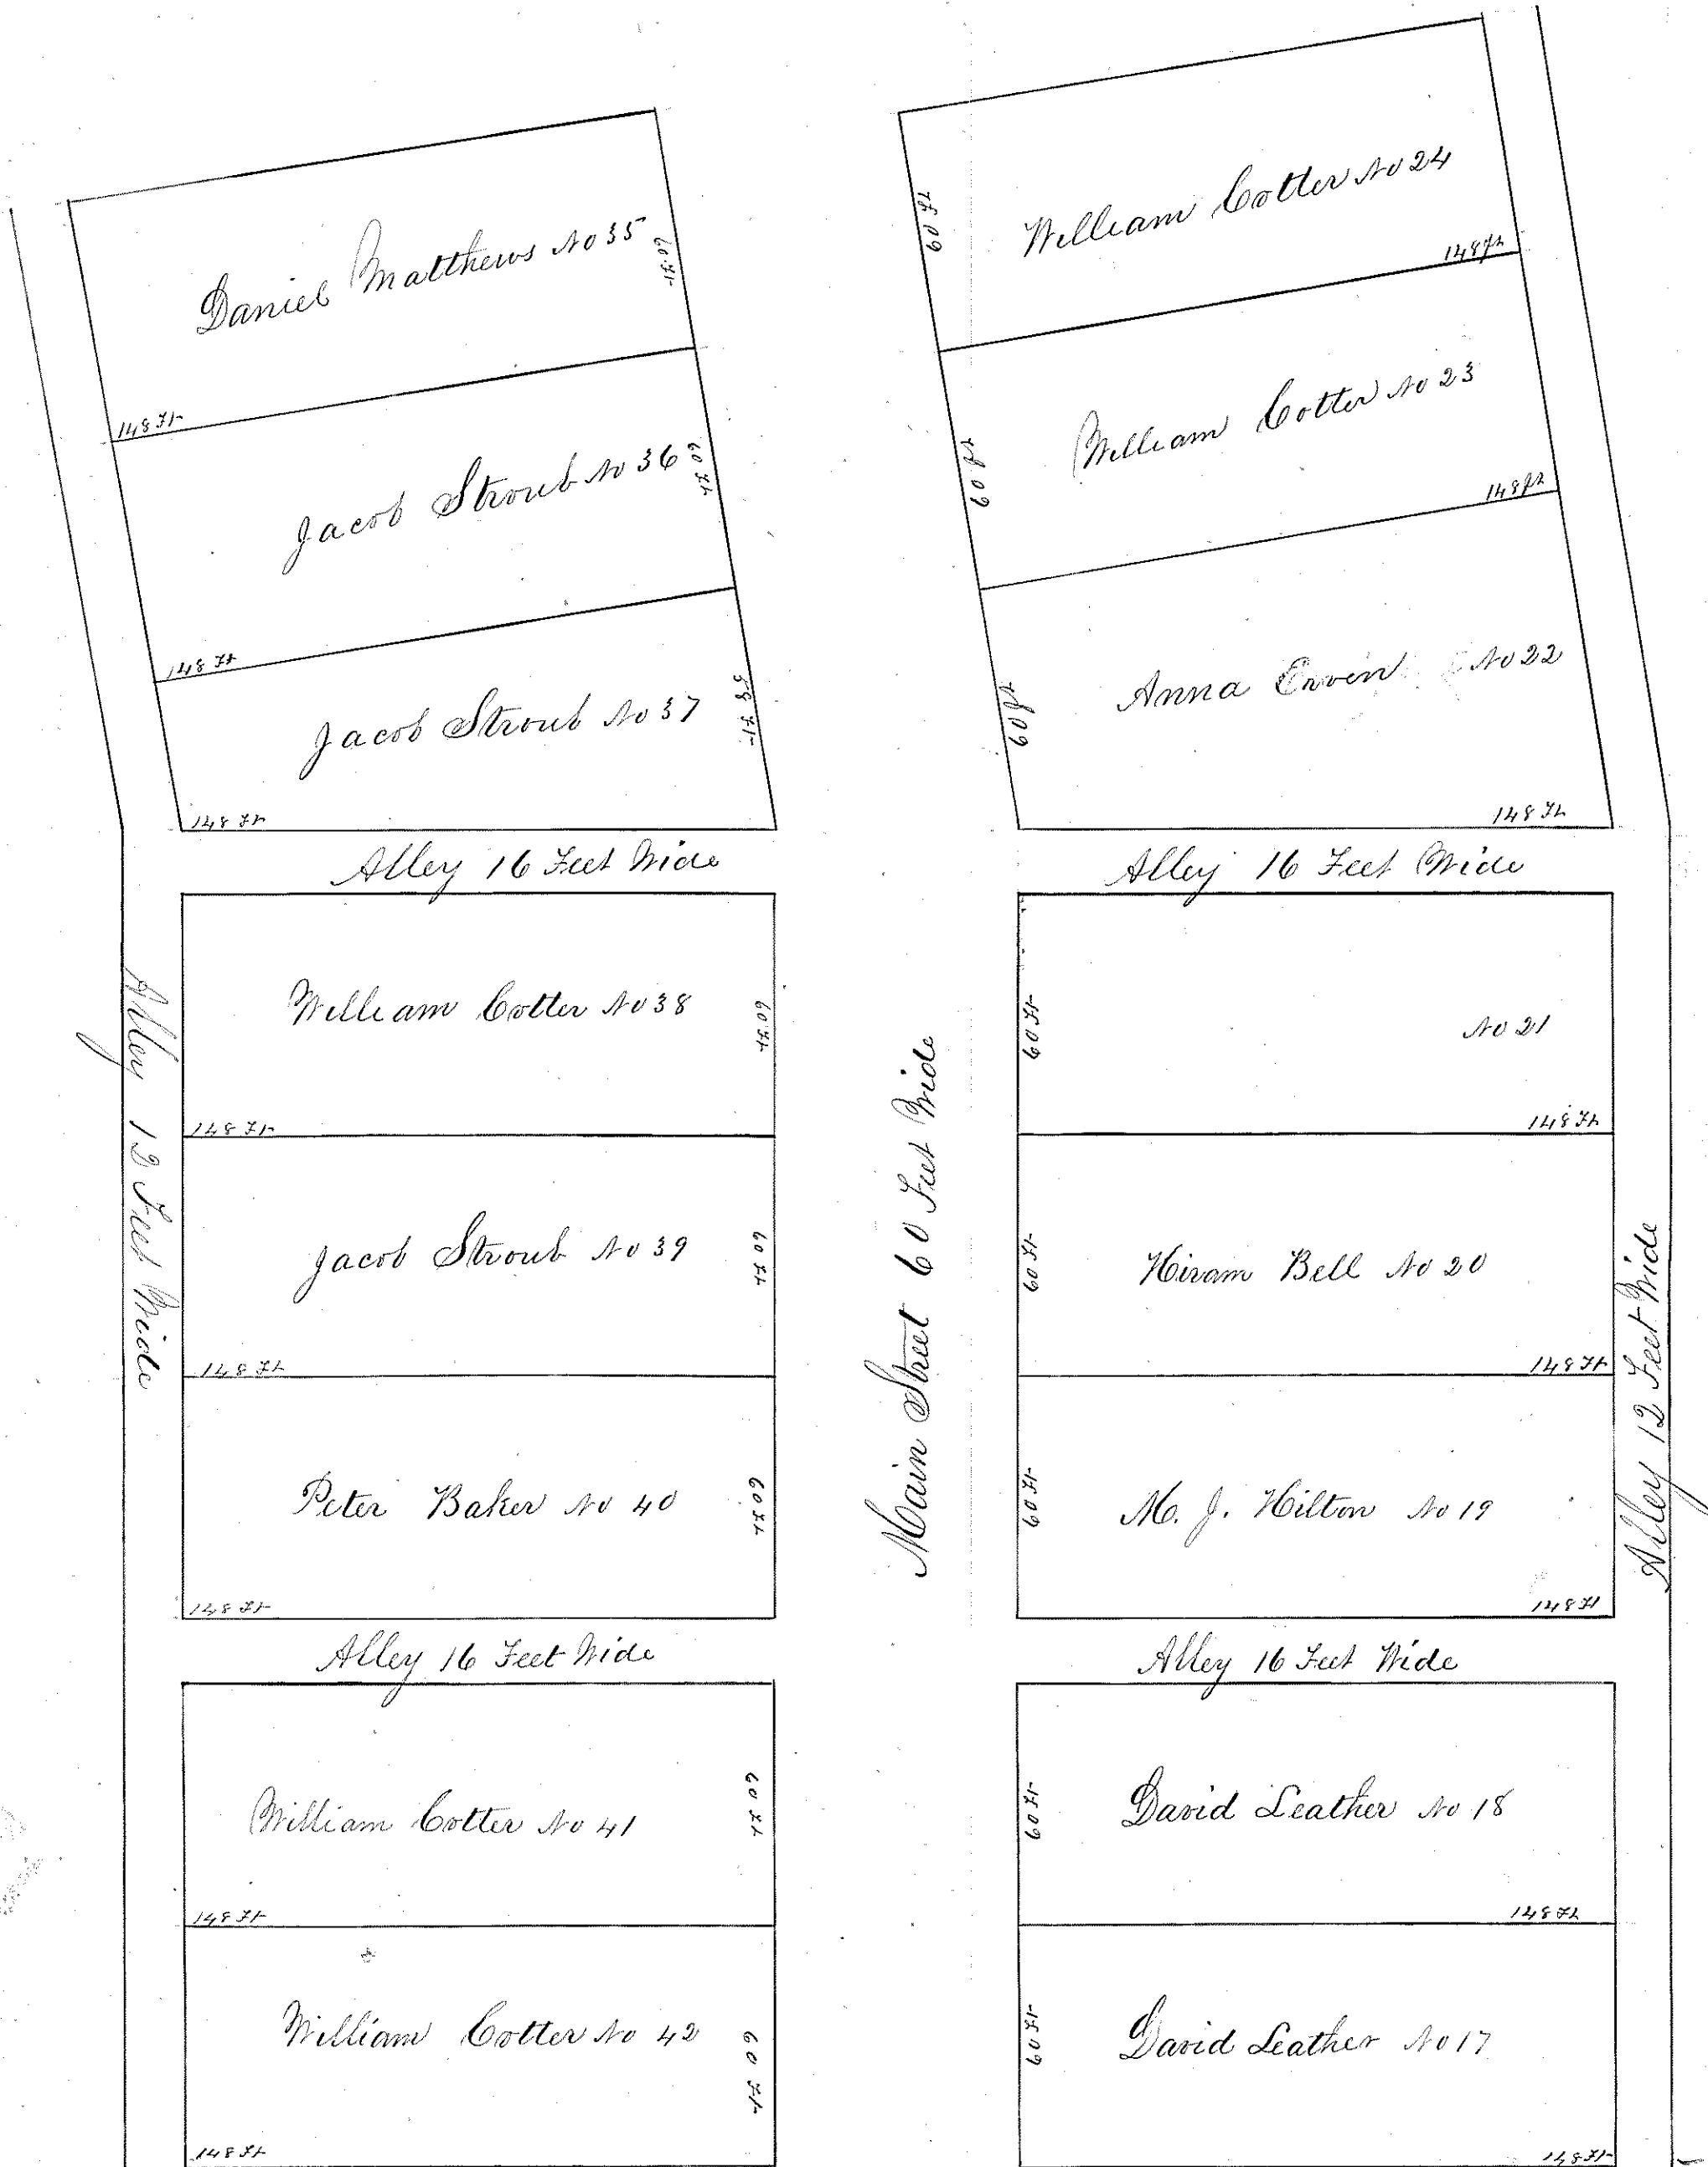 Daniel Matthews No 35
60 Ft
148 Ft
Jacob Stroub No 36
60 Ft
148 Ft
Jacob Stroub No 37
58 Ft
148 Ft
Alley 16 Feet Wide
William Cotter No 38
60 Ft
148 Ft
Jacob Stroub No 39
60 Ft
148 Ft
Peter Baker No 40
60 Ft
148 Ft
Alley 16 Feet Wide
William Cotter No 41
60 Ft
148 Ft
William Cotter No 42
60 Ft
148 Ft
Alley 12 Feet Wide
Main Street 60 Feet Wide
William Cotter No 24
60 Ft
148 ft
William Cotter No 23
60 ft
148 ft
Anna Ervin No 22
60 ft
148 Ft
Alley 16 Feet Wide
No 21
60 Ft
148 Ft
Hiram Bell No 20
60 Ft
148 Ft
M. J. Hilton No 19
60 Ft
148 Ft
Alley 16 Feet Wide
David Leather No 18
60 Ft
148 Ft
David Leather No 17
60 Ft
148 Ft
Alley 12 Feet Wide